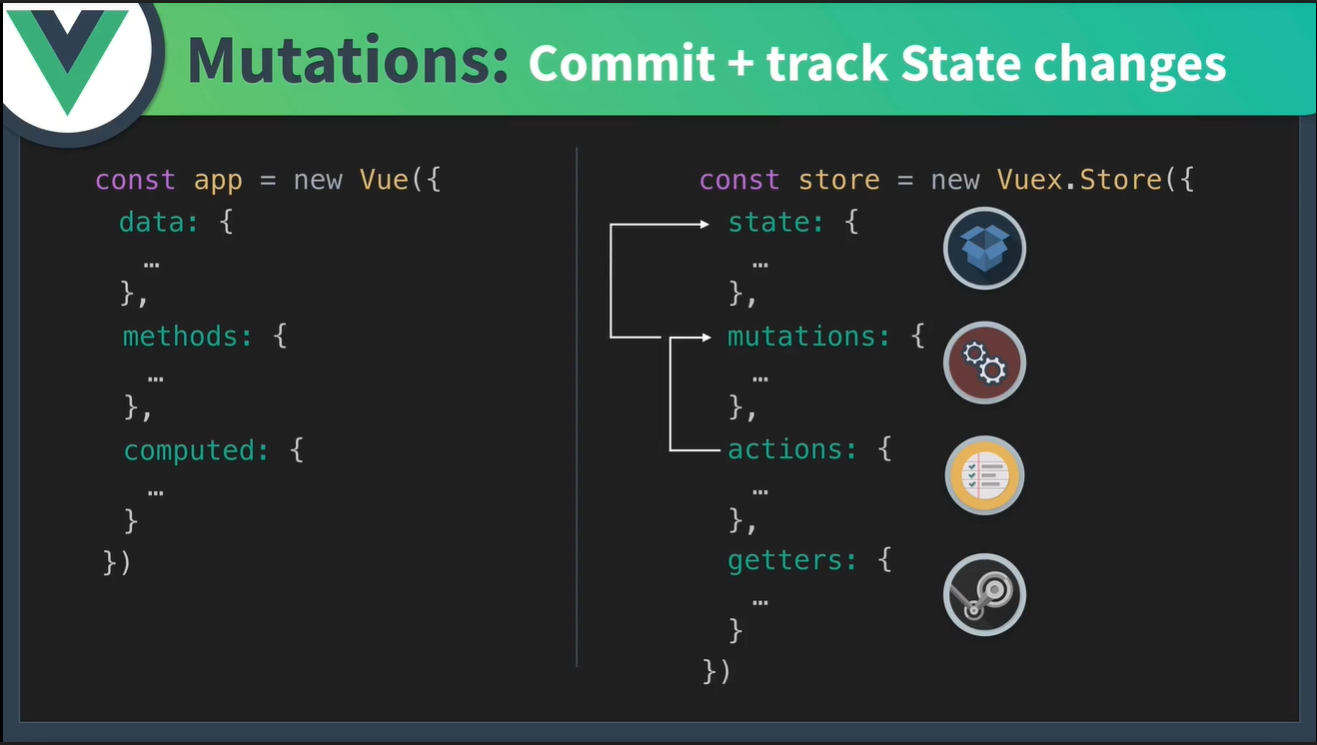 Mutations: Commit + track State changes
const app = new Vue({
data: {
…
},
methods: {
…
},
computed: {
…
}
})
const store = new Vuex.Store({
state: {
…
},
mutations: {
…
},
actions: {
…
},
getters: {
…
}
})